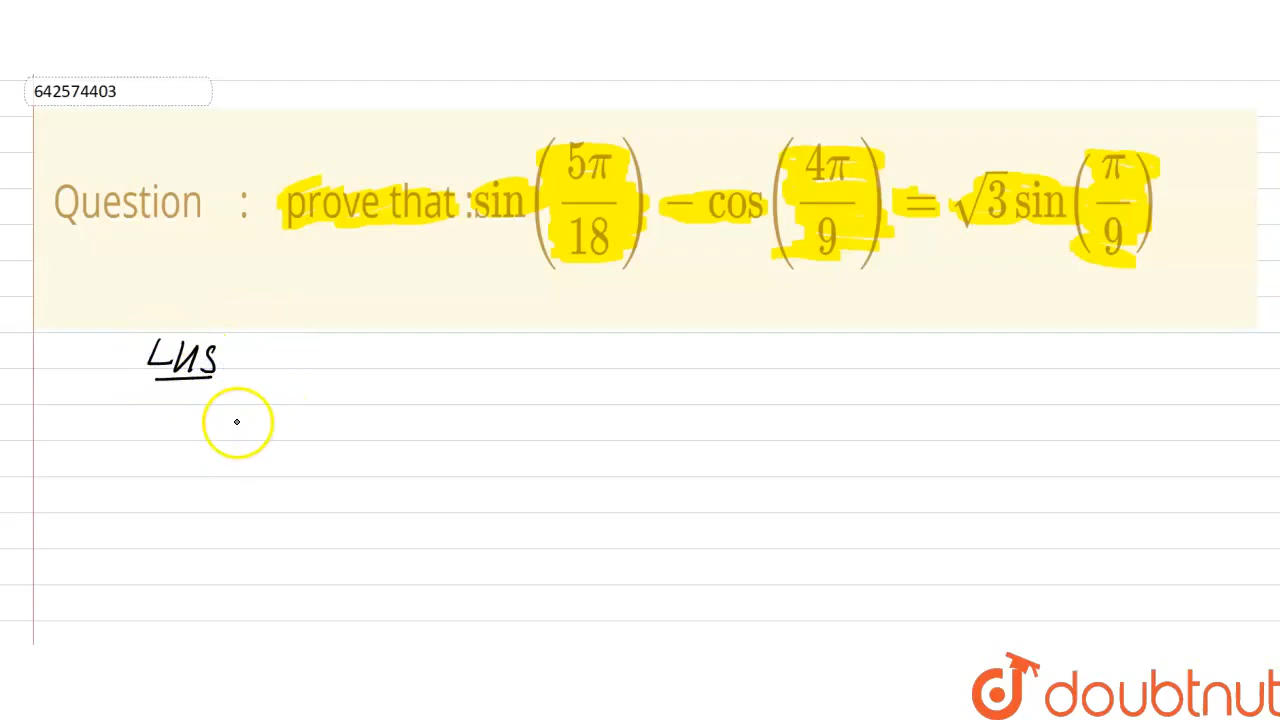 642574403
Question : prove that : sin(5π/18) − cos(4π/9) = √3 sin(π/9)
LHS
doubtnut